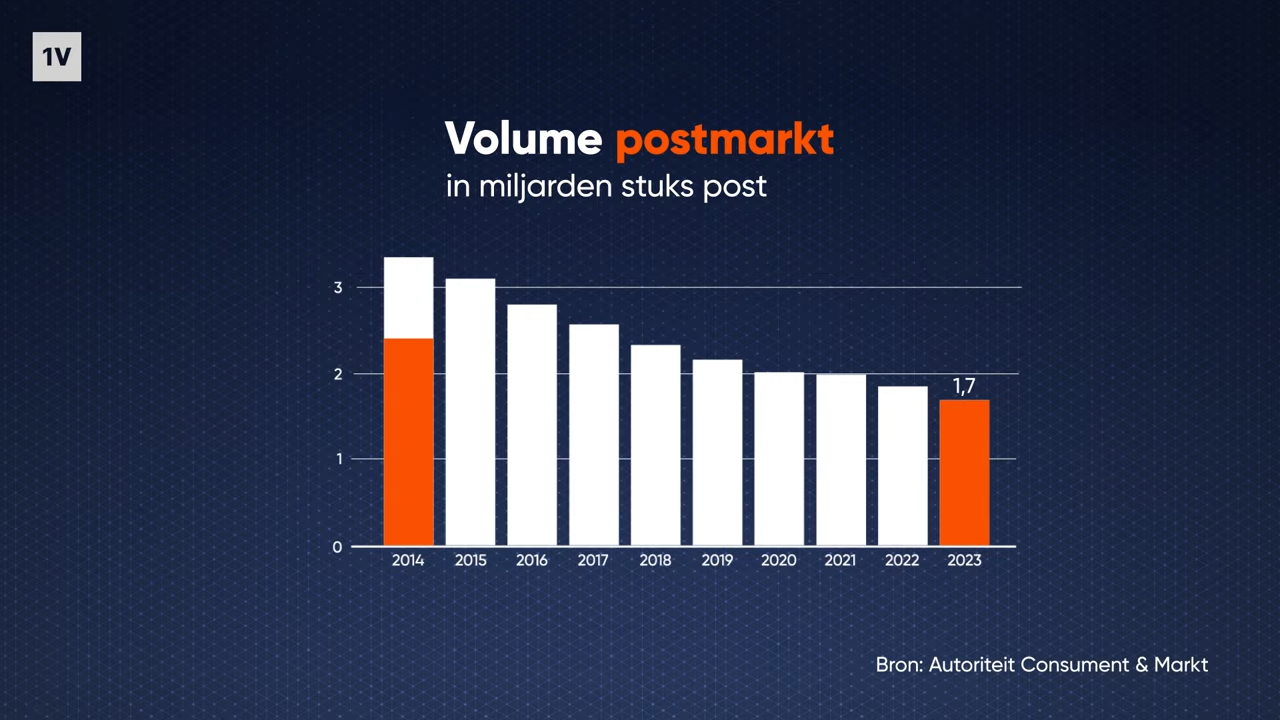 1V
Volume postmarkt
in miljarden stuks post
3
2
1,7
1
0
2014 2015 2016 2017 2018 2019 2020 2021 2022 2023
Bron: Autoriteit Consument & Markt